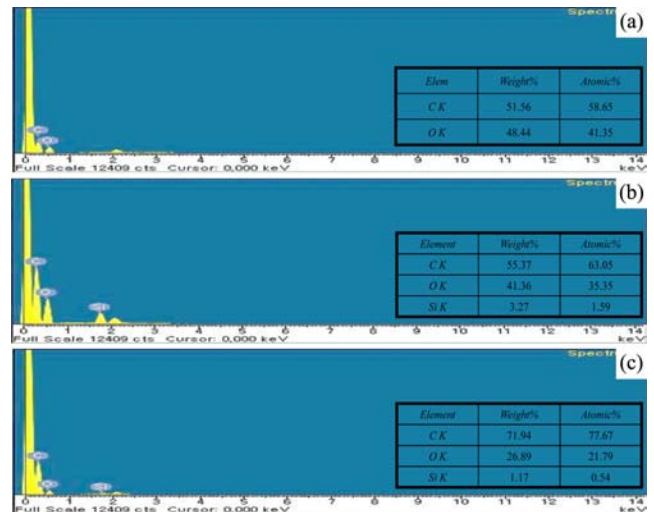 Spectr
(a)
Elem Weight% Atomic%
C K 51.56 58.65
O K 48.44 41.35
0 1 2 3 4 5 6 7 8 9 10 11 12 13 14
Full Scale 12409 cts Cursor: 0,000 keV keV
Spect
(b)
Element Weight% Atomic%
C K 55.37 63.05
O K 41.36 35.35
Si K 3.27 1.59
0 1 2 3 4 5 6 7 8 9 10 11 12 13 14
Full Scale 12409 cts Cursor: 0,000 keV keV
Spect
(c)
Element Weight% Atomic%
C K 71.94 77.67
O K 26.89 21.79
Si K 1.17 0.54
0 1 2 3 4 5 6 7 8 9 10 11 12 13 14
Full Scale 12409 cts Cursor: 0,000 keV keV